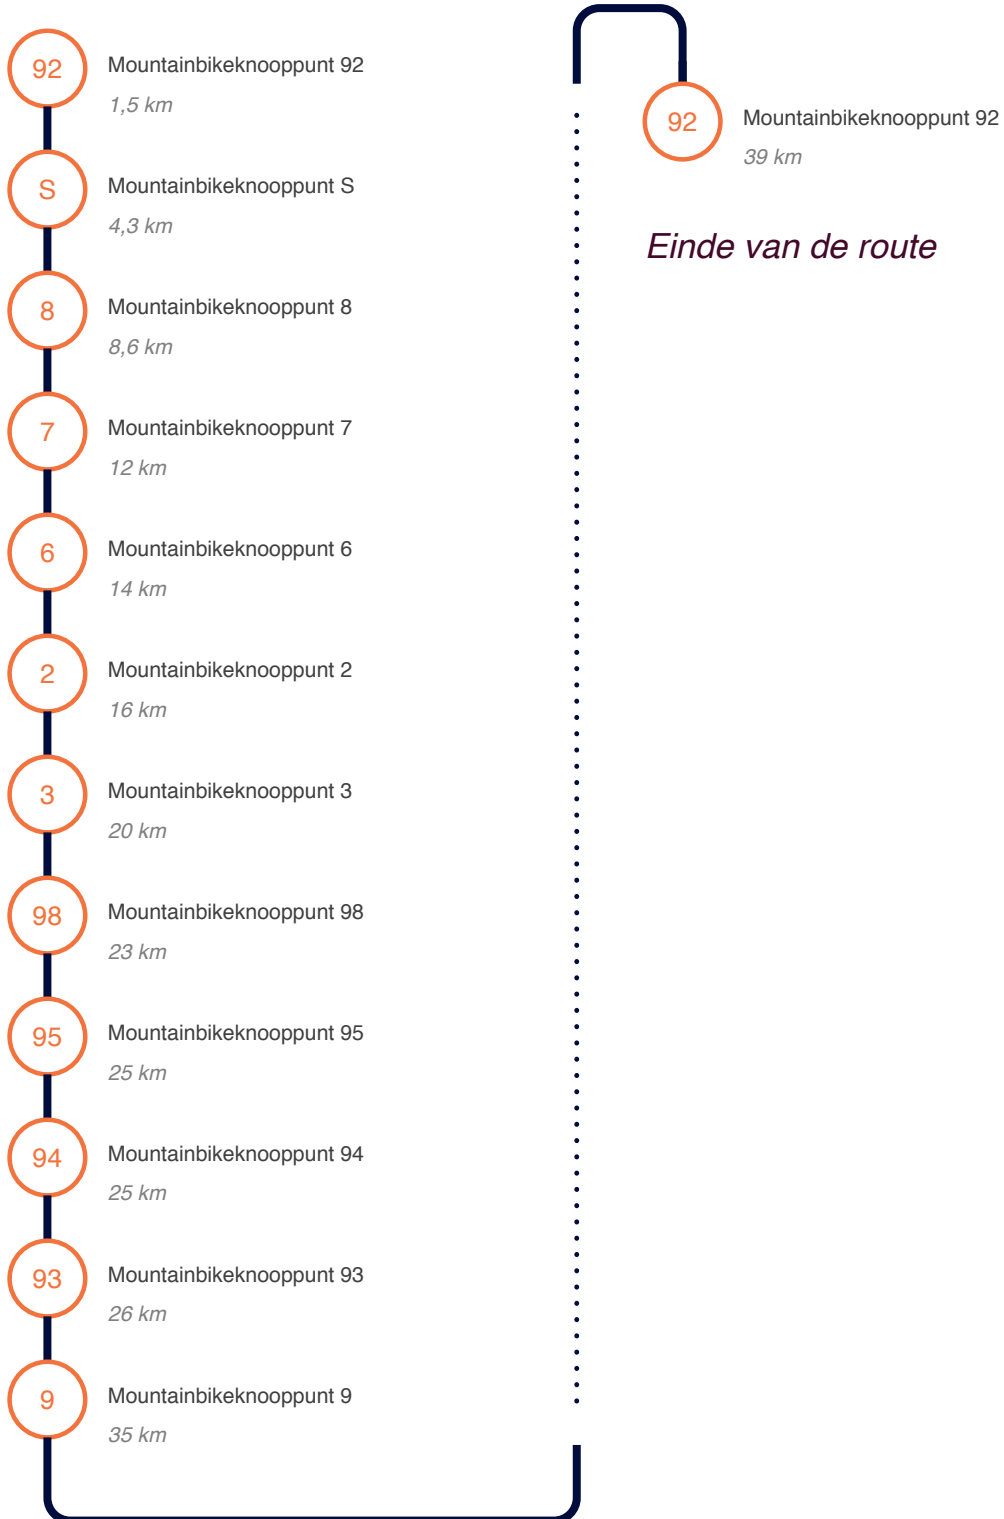 92
Mountainbikeknooppunt 92
1,5 km
S
Mountainbikeknooppunt S
4,3 km
8
Mountainbikeknooppunt 8
8,6 km
7
Mountainbikeknooppunt 7
12 km
6
Mountainbikeknooppunt 6
14 km
2
Mountainbikeknooppunt 2
16 km
3
Mountainbikeknooppunt 3
20 km
98
Mountainbikeknooppunt 98
23 km
95
Mountainbikeknooppunt 95
25 km
94
Mountainbikeknooppunt 94
25 km
93
Mountainbikeknooppunt 93
26 km
9
Mountainbikeknooppunt 9
35 km
92
Mountainbikeknooppunt 92
39 km
Einde van de route